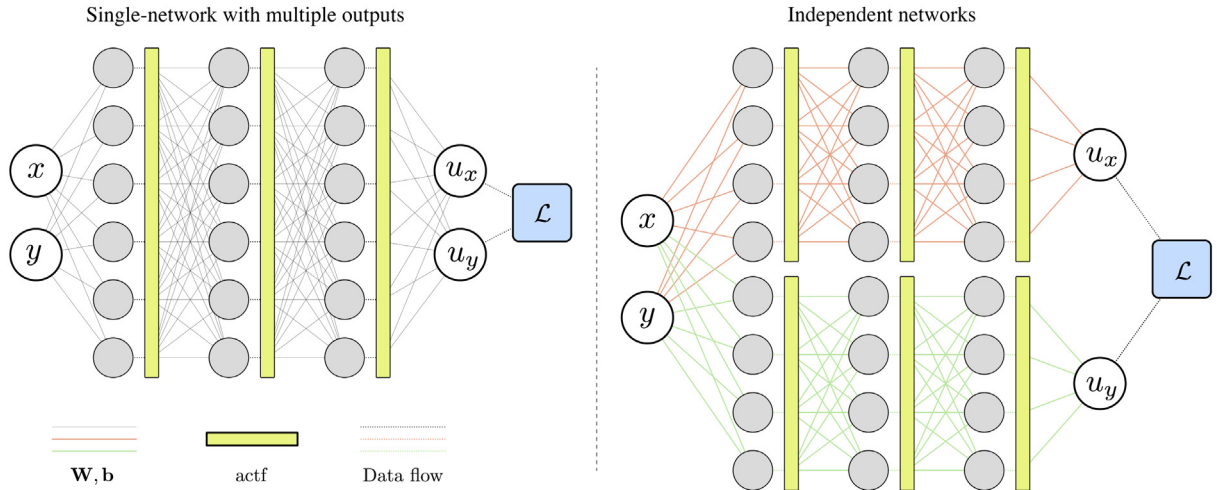 Single-network with multiple outputs
x
y
u_x
u_y
ℒ
W, b
actf
Data flow
Independent networks
x
y
u_x
u_y
ℒ